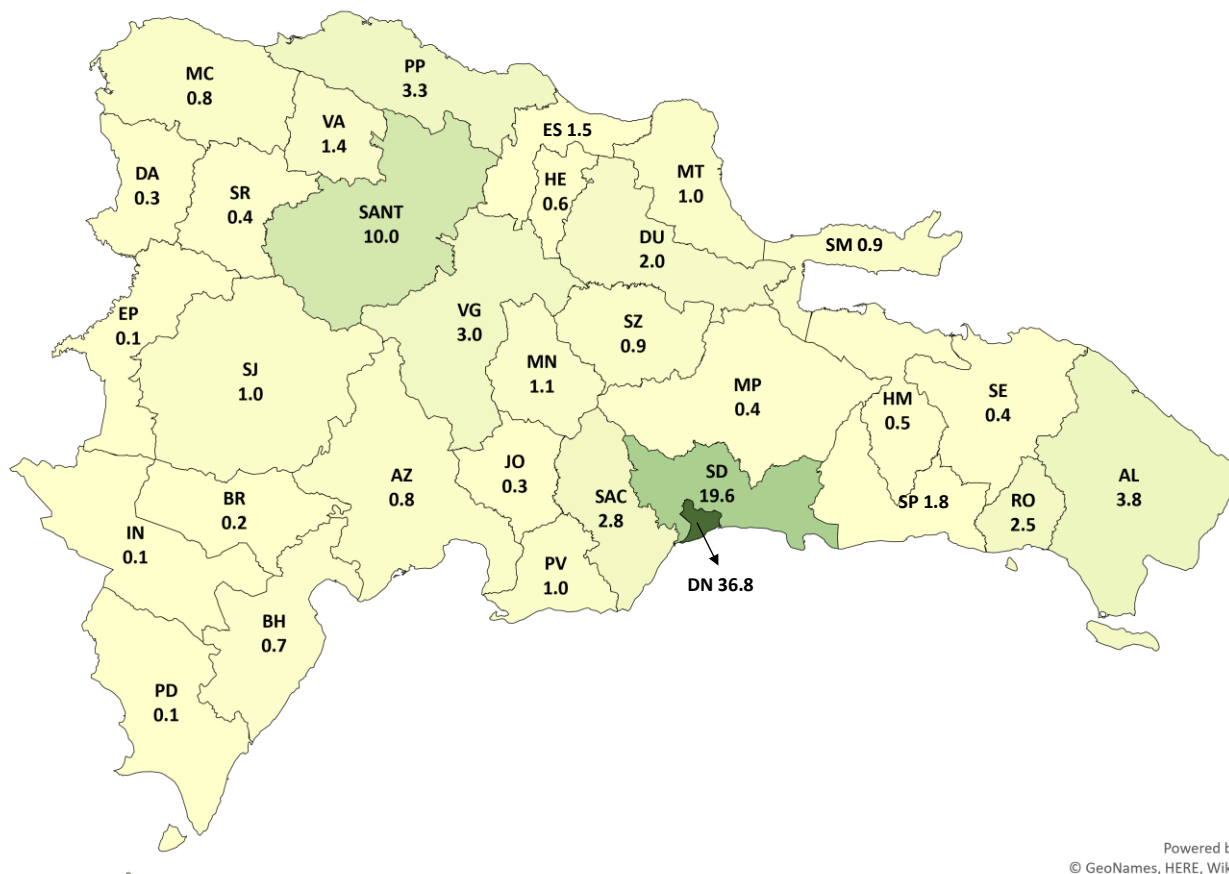 MC
0.8
PP
3.3
VA
1.4
ES 1.5
DA
0.3
SR
0.4
HE
0.6
MT
1.0
SANT
10.0
DU
2.0
SM 0.9
EP
0.1
VG
3.0
SZ
0.9
SJ
1.0
MN
1.1
MP
0.4
HM
0.5
SE
0.4
AZ
0.8
JO
0.3
SD
19.6
AL
3.8
BR
0.2
SAC
2.8
SP 1.8
RO
2.5
IN
0.1
PV
1.0
DN 36.8
BH
0.7
PD
0.1
Powered b
© GeoNames, HERE, Wik